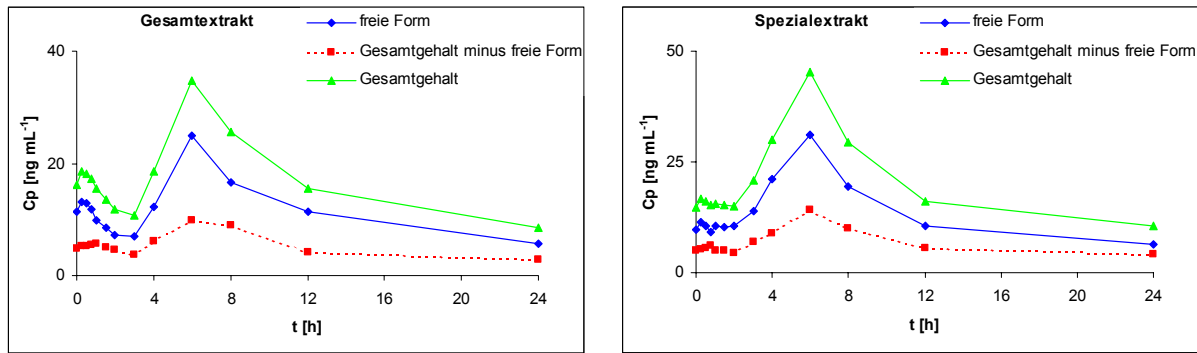 Gesamtextrakt
freie Form
Gesamtgehalt minus freie Form
Gesamtgehalt
Cp [ng mL⁻¹]
40
20
0
0 4 8 12 16 20 24
t [h]
Spezialextrakt
freie Form
Gesamtgehalt minus freie Form
Gesamtgehalt
Cp [ng mL⁻¹]
50
25
0
0 4 8 12 16 20 24
t [h]